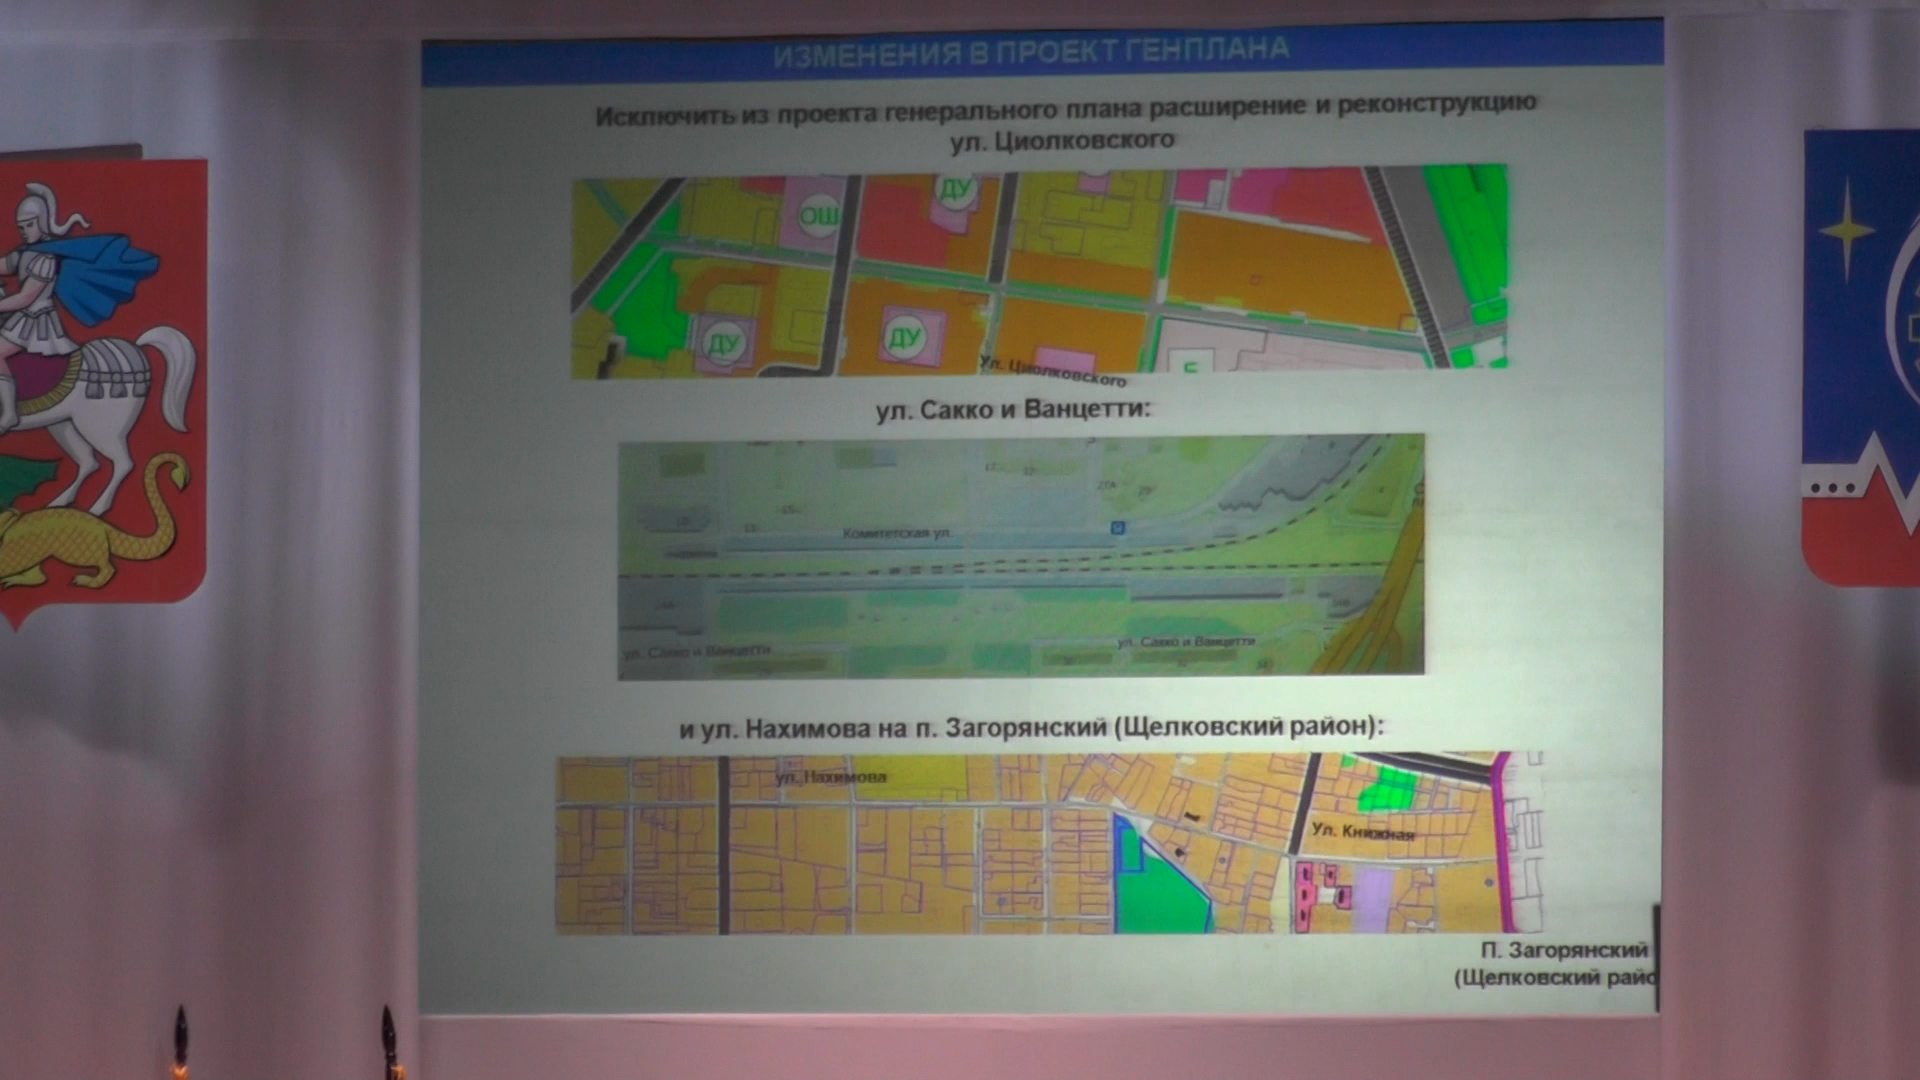 ИЗМЕНЕНИЯ В ПРОЕКТ ГЕНПЛАНА
Исключить из проекта генерального плана расширение и реконструкцию
ул. Циолковского
ДУ
ОШ
ДУ
ДУ
Ул. Циолковского
ул. Сакко и Ванцетти:
Комитетская ул.
ул. Сакко и Ванцетти
ул. Сакко и Ванцетти
и ул. Нахимова на п. Загорянский (Щелковский район):
ул. Нахимова
Ул. Книжная
П. Загорянский
(Щелковский райо